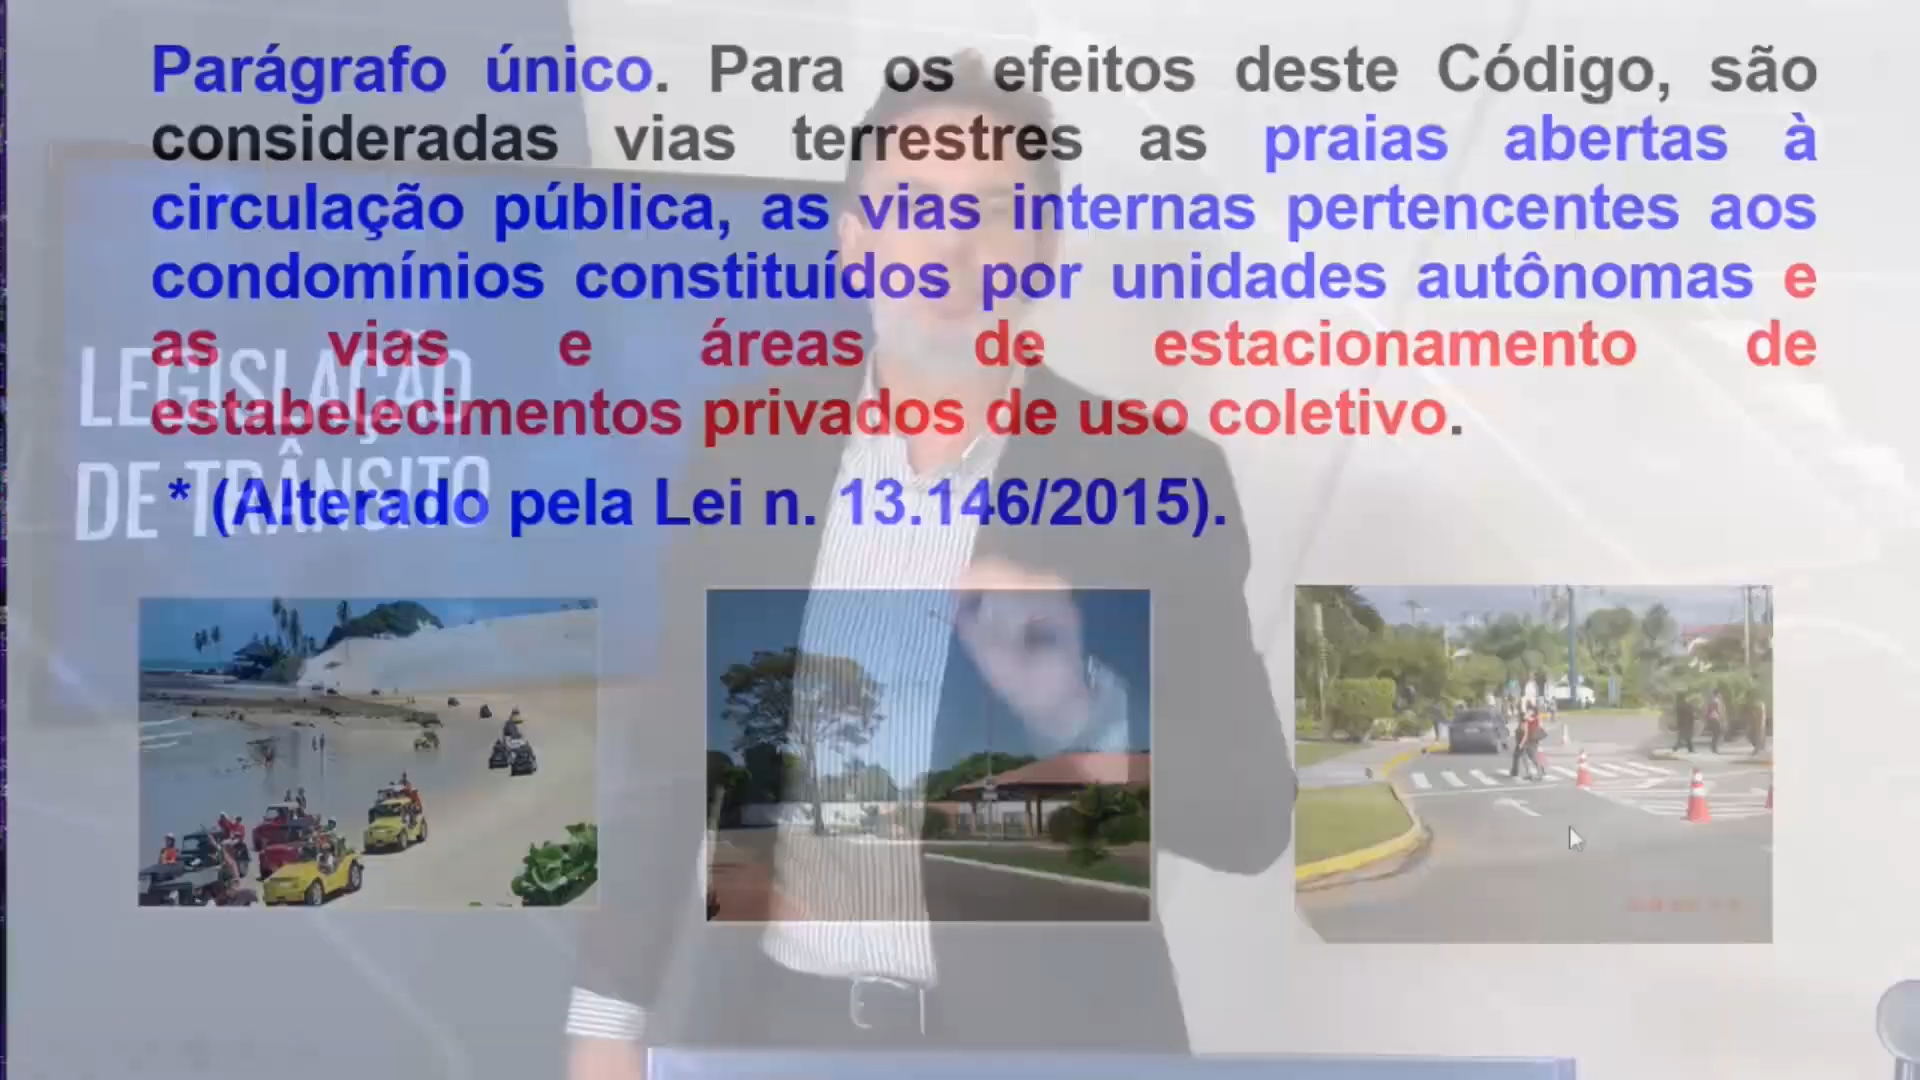 Parágrafo único. Para os efeitos deste Código, são
consideradas vias terrestres as praias abertas à
circulação pública, as vias internas pertencentes aos
condomínios constituídos por unidades autônomas e
as vias e áreas de estacionamento de
estabelecimentos privados de uso coletivo.
* (Alterado pela Lei n. 13.146/2015).
LEGISLAÇÃO
DE TRÂNSITO